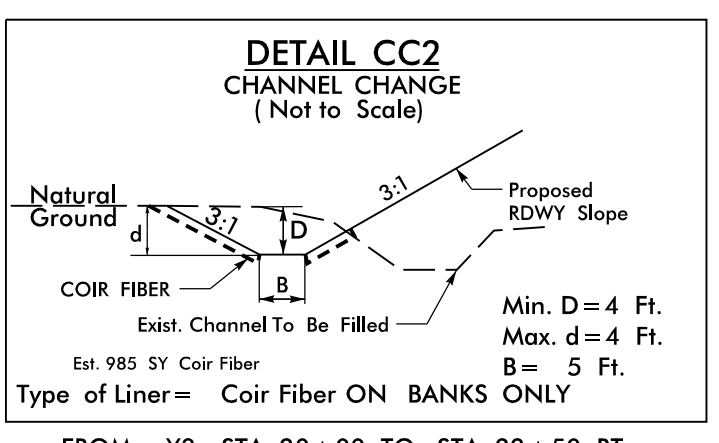 DETAIL CC2
CHANNEL CHANGE
( Not to Scale)
Natural
Ground
3:1
3:1
Proposed
RDWY Slope
d
D
COIR FIBER
B
Exist. Channel To Be Filled
Min. D = 4 Ft.
Max. d = 4 Ft.
B = 5 Ft.
Est. 985 SY Coir Fiber
Type of Liner = Coir Fiber ON BANKS ONLY